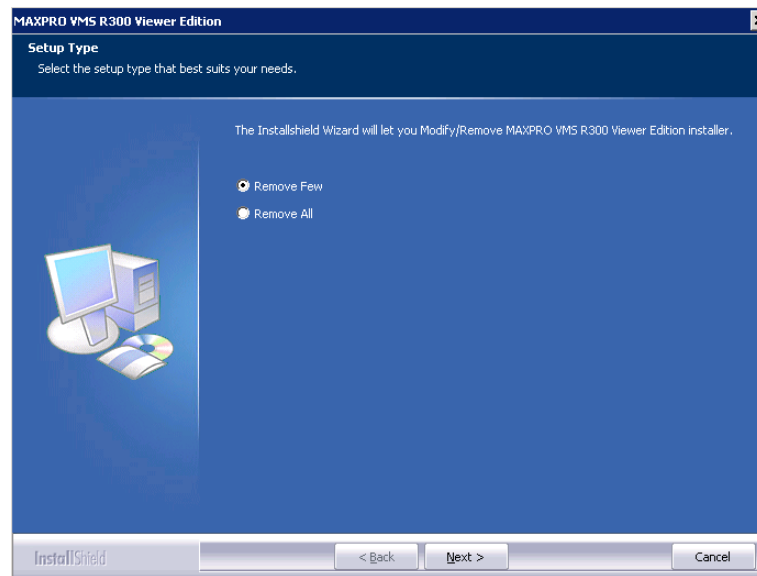 MAXPRO VMS R300 Viewer Edition
Setup Type
Select the setup type that best suits your needs.
The Installshield Wizard will let you Modify/Remove MAXPRO VMS R300 Viewer Edition installer.
Remove Few
Remove All
InstallShield
< Back
Next >
Cancel